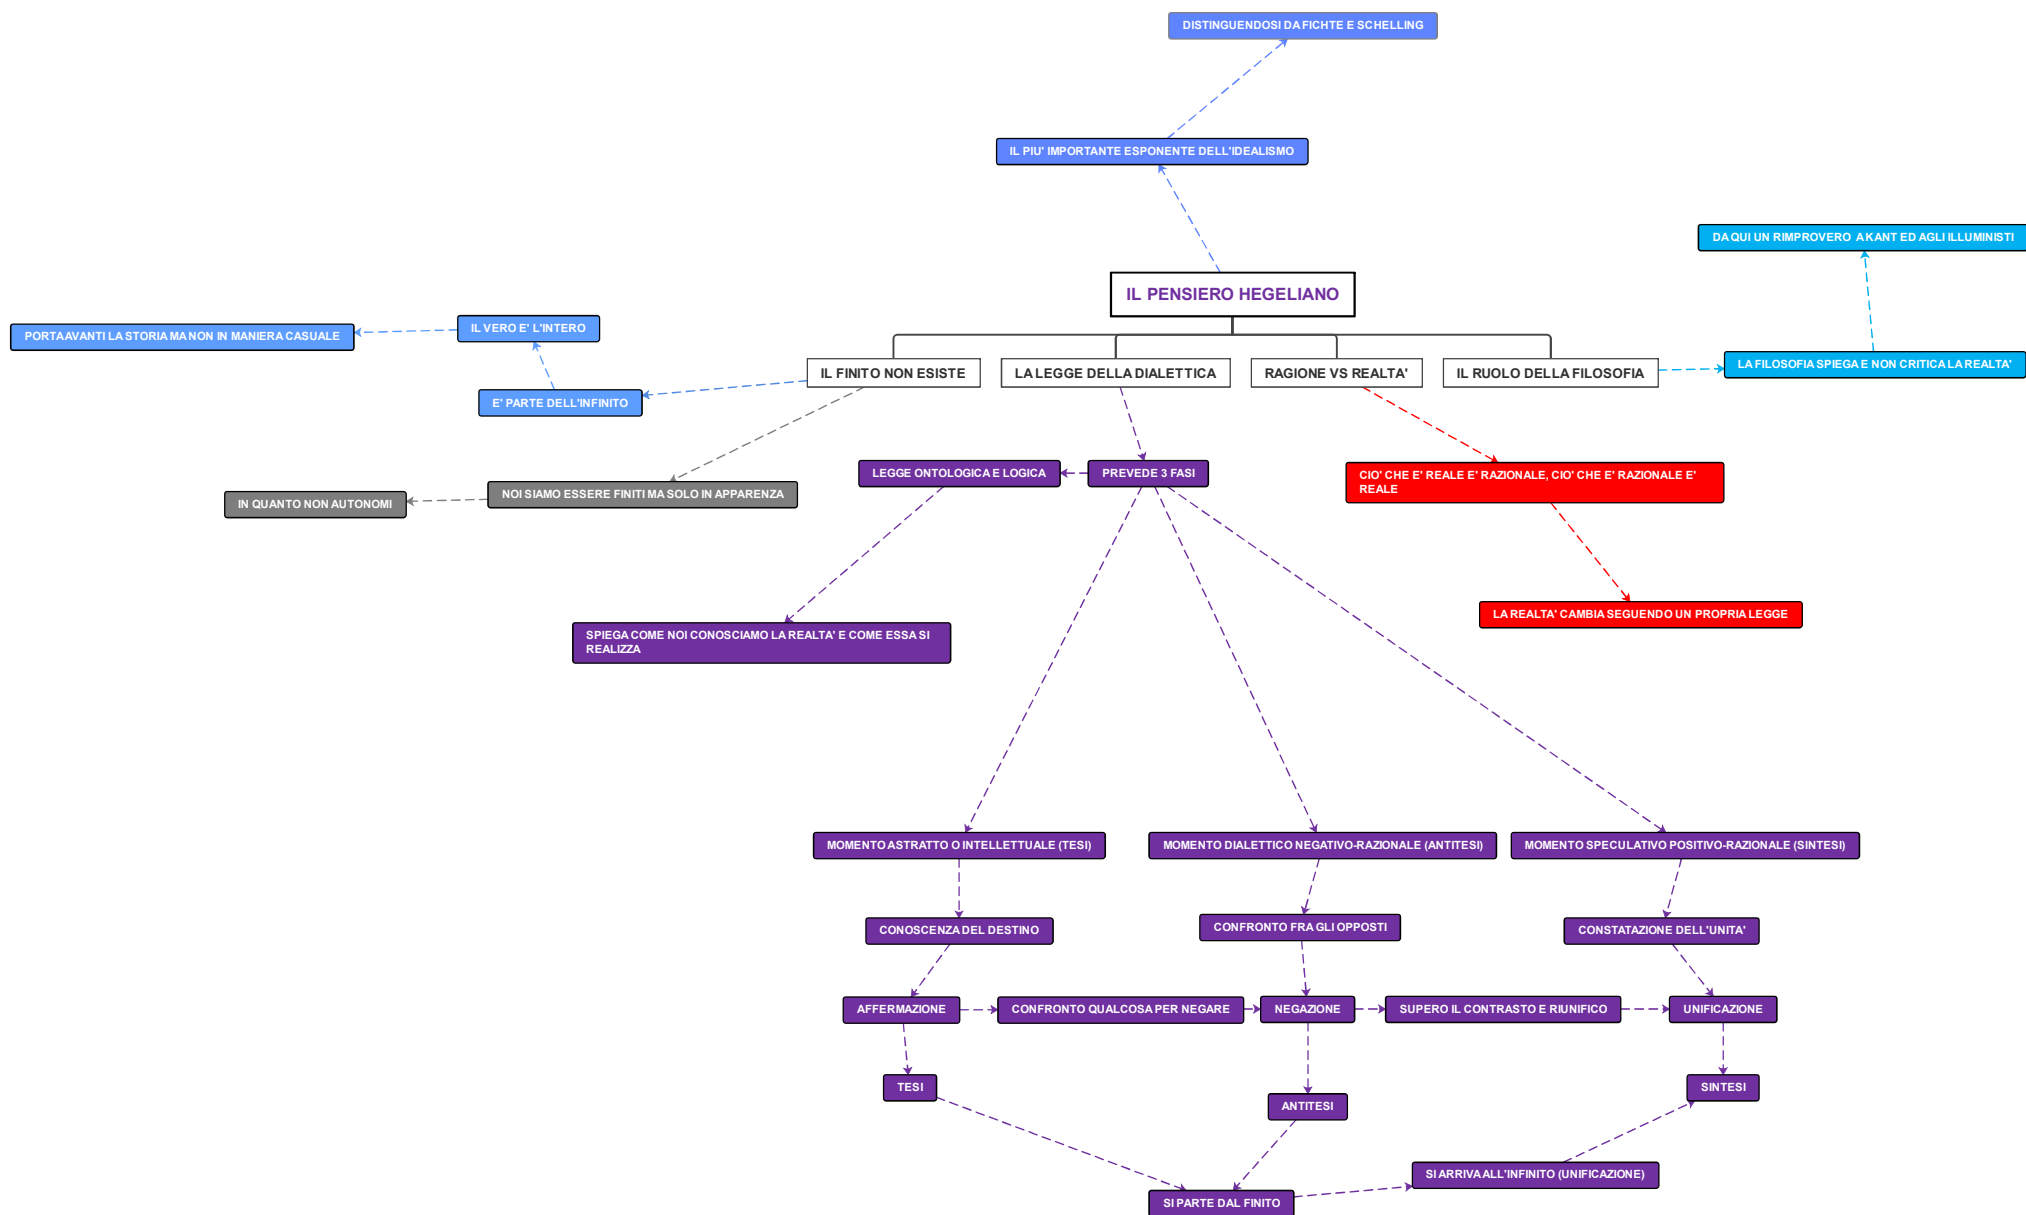 DISTINGUENDOSI DA FICHTE E SCHELLING
IL PIU' IMPORTANTE ESPONENTE DELL'IDEALISMO
DA QUI UN RIMPROVERO A KANT ED AGLI ILLUMINISTI
IL PENSIERO HEGELIANO
PORTA AVANTI LA STORIA MA NON IN MANIERA CASUALE
IL VERO E' L'INTERO
IL FINITO NON ESISTE
LA LEGGE DELLA DIALETTICA
RAGIONE VS REALTA'
IL RUOLO DELLA FILOSOFIA
LA FILOSOFIA SPIEGA E NON CRITICA LA REALTA'
E' PARTE DELL'INFINITO
LEGGE ONTOLOGICA E LOGICA
PREVEDE 3 FASI
CIO' CHE E' REALE E' RAZIONALE, CIO' CHE E' RAZIONALE E'
REALE
IN QUANTO NON AUTONOMI
NOI SIAMO ESSERE FINITI MA SOLO IN APPARENZA
LA REALTA' CAMBIA SEGUENDO UN PROPRIA LEGGE
SPIEGA COME NOI CONOSCIAMO LA REALTA' E COME ESSA SI
REALIZZA
MOMENTO ASTRATTO O INTELLETTUALE (TESI)
MOMENTO DIALETTICO NEGATIVO-RAZIONALE (ANTITESI)
MOMENTO SPECULATIVO POSITIVO-RAZIONALE (SINTESI)
CONOSCENZA DEL DESTINO
CONFRONTO FRA GLI OPPOSTI
CONSTATAZIONE DELL'UNITA'
AFFERMAZIONE
CONFRONTO QUALCOSA PER NEGARE
NEGAZIONE
SUPERO IL CONTRASTO E RIUNIFICO
UNIFICAZIONE
TESI
ANTITESI
SINTESI
SI ARRIVA ALL'INFINITO (UNIFICAZIONE)
SI PARTE DAL FINITO